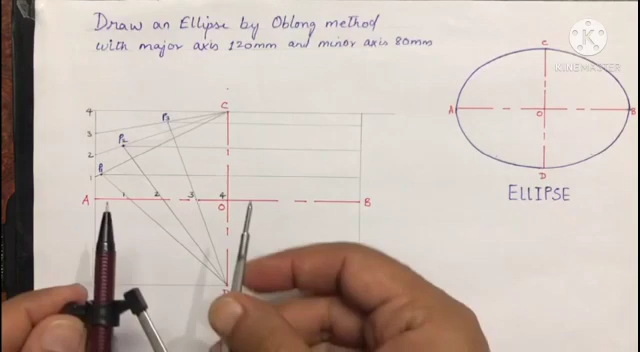 Draw an Ellipse by Oblong method
with major axis 120mm and minor axis 80mm
K
KINEMASTER
C
A
O
B
D
ELLIPSE
C
4
P3
3
P2
2
P1
1
1
2
3
4
A
O
B
D